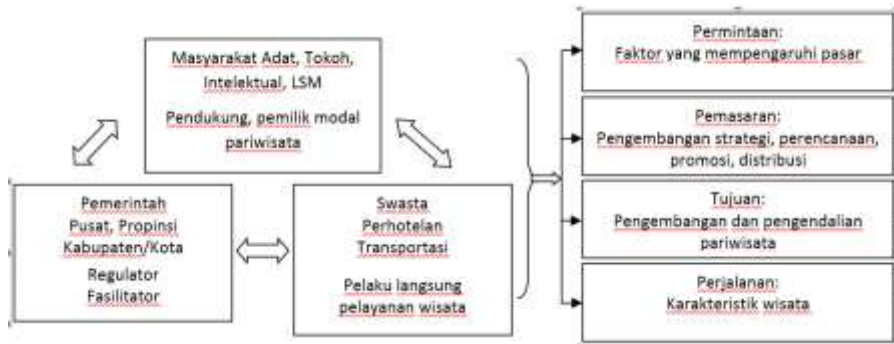 Masyarakat Adat, Tokoh,
Intelektual, LSM
Pendukung, pemilik modal
pariwisata
Pemerintah
Pusat, Propinsi
Kabupaten/Kota
Regulator
Fasilitator
Swasta
Perhotelan
Transportasi
Pelaku langsung
pelayanan wisata
Permintaan:
Faktor yang mempengaruhi pasar
Pemasaran:
Pengembangan strategi, perencanaan,
promosi, distribusi
Tujuan:
Pengembangan dan pengendalian
pariwisata
Perjalanan:
Karakteristik wisata